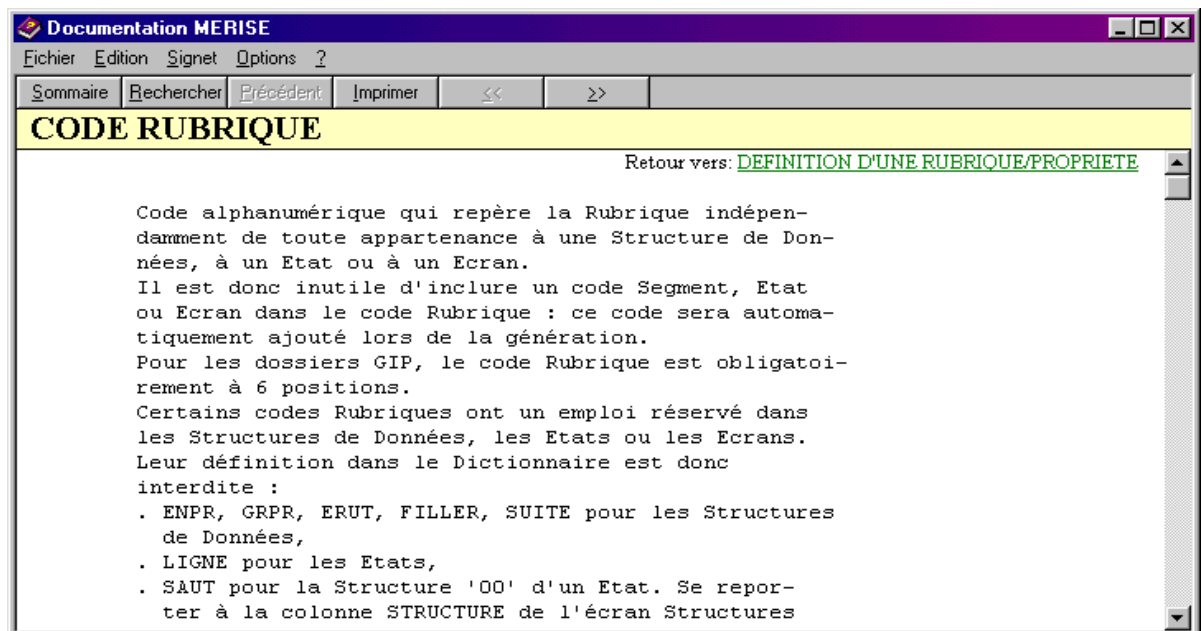 Documentation MERISE
Fichier Edition Signet Options ?
Sommaire Rechercher Précédent Imprimer << >>
CODE RUBRIQUE
Retour vers: DEFINITION D'UNE RUBRIQUE/PROPRIETE
Code alphanumérique qui repère la Rubrique indépen-
damment de toute appartenance à une Structure de Don-
nées, à un Etat ou à un Ecran.
Il est donc inutile d'inclure un code Segment, Etat
ou Ecran dans le code Rubrique : ce code sera automa-
tiquement ajouté lors de la génération.
Pour les dossiers GIP, le code Rubrique est obligatoi-
rement à 6 positions.
Certains codes Rubriques ont un emploi réservé dans
les Structures de Données, les Etats ou les Ecrans.
Leur définition dans le Dictionnaire est donc
interdite :
. ENPR, GRPR, ERUT, FILLER, SUITE pour les Structures
de Données,
. LIGNE pour les Etats,
. SAUT pour la Structure '00' d'un Etat. Se repor-
ter à la colonne STRUCTURE de l'écran Structures